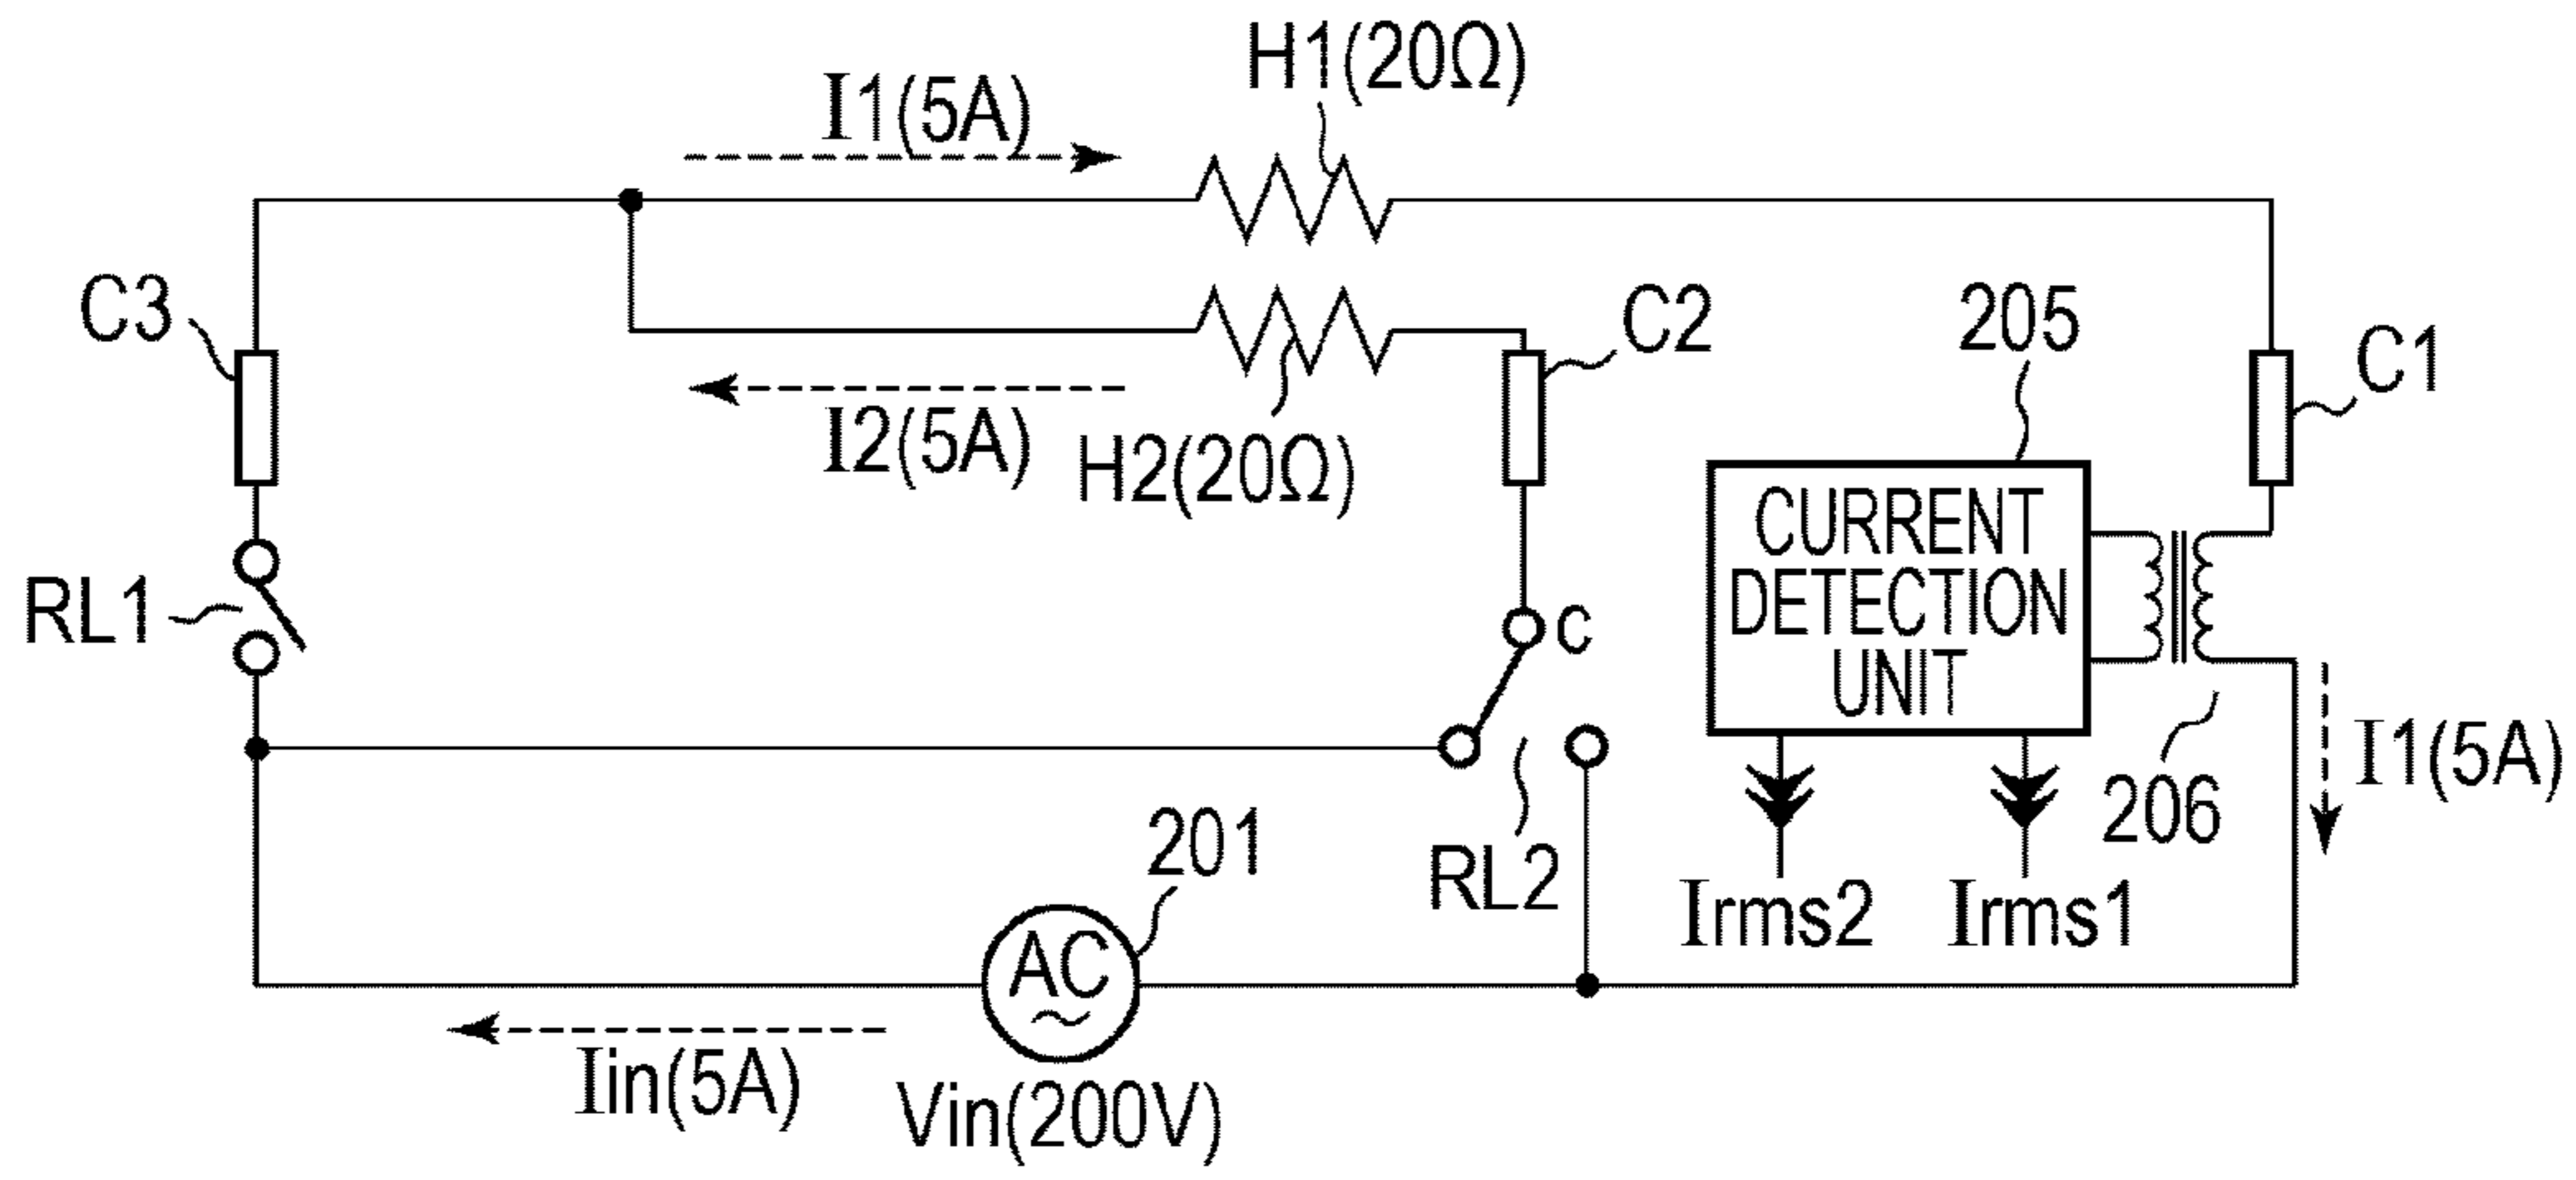 H1(20Ω)
I1(5A)
C3
C2
205
C1
I2(5A)
H2(20Ω)
CURRENT
DETECTION
UNIT
RL1
C
I1(5A)
206
201
RL2
Irms2
Irms1
AC
~
Iin(5A)
Vin(200V)